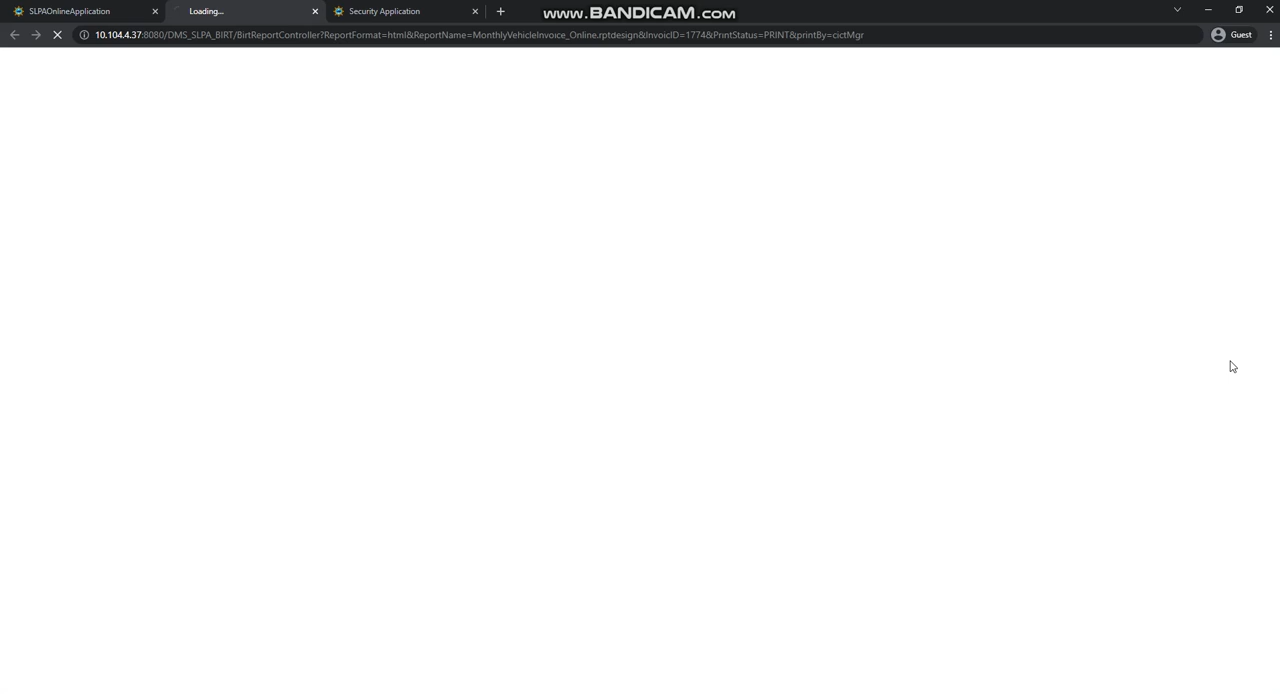 SLPAOnlineApplication
Loading...
Security Application
www.BANDICAM.com
10.104.4.37:8080/DMS_SLPA_BIRT/BirtReportController?ReportFormat=html&ReportName=MonthlyVehicleInvoice_Online.rptdesign&InvoicID=1774&PrintStatus=PRINT&printBy=cictMgr
Guest